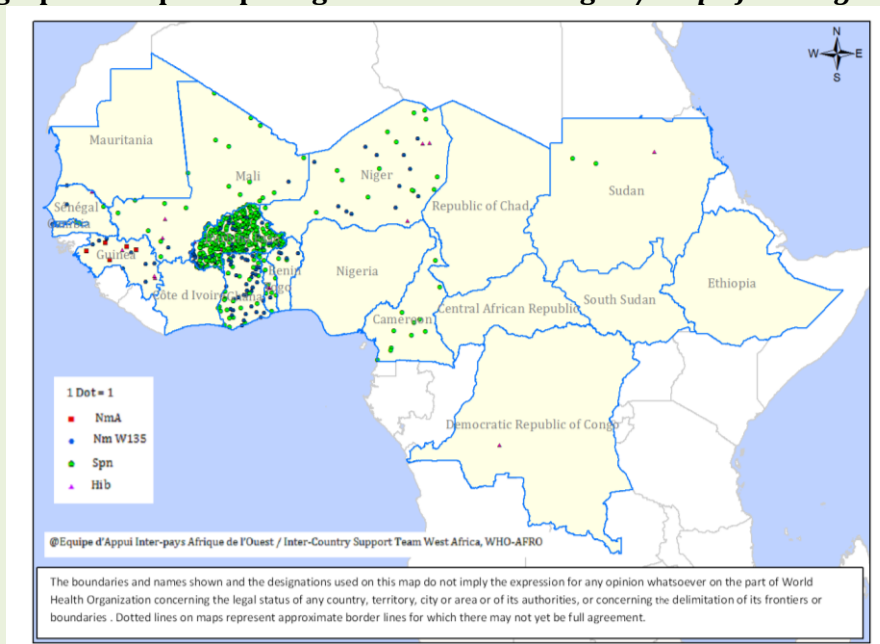 N
W E
S
Mauritania
Mali
Niger
Sudan
Republic of Chad
Sénégal
Gambia
Guinea
Benin
Nigeria
Togo
Côte d Ivoire
Ghana
Ethiopia
South Sudan
Central African Republic
Cameroon
Democratic Republic of Congo
1 Dot = 1
NmA
Nm W135
Spn
Hib
@Equipe d'Appui Inter-pays Afrique de l'Ouest / Inter-Country Support Team West Africa, WHO-AFRO
The boundaries and names shown and the designations used on this map do not imply the expression for any opinion whatsoever on the part of World
Health Organization concerning the legal status of any country, territory, city or area or of its authorities, or concerning the delimitation of its frontiers or
boundaries . Dotted lines on maps represent approximate border lines for which there may not yet be full agreement.